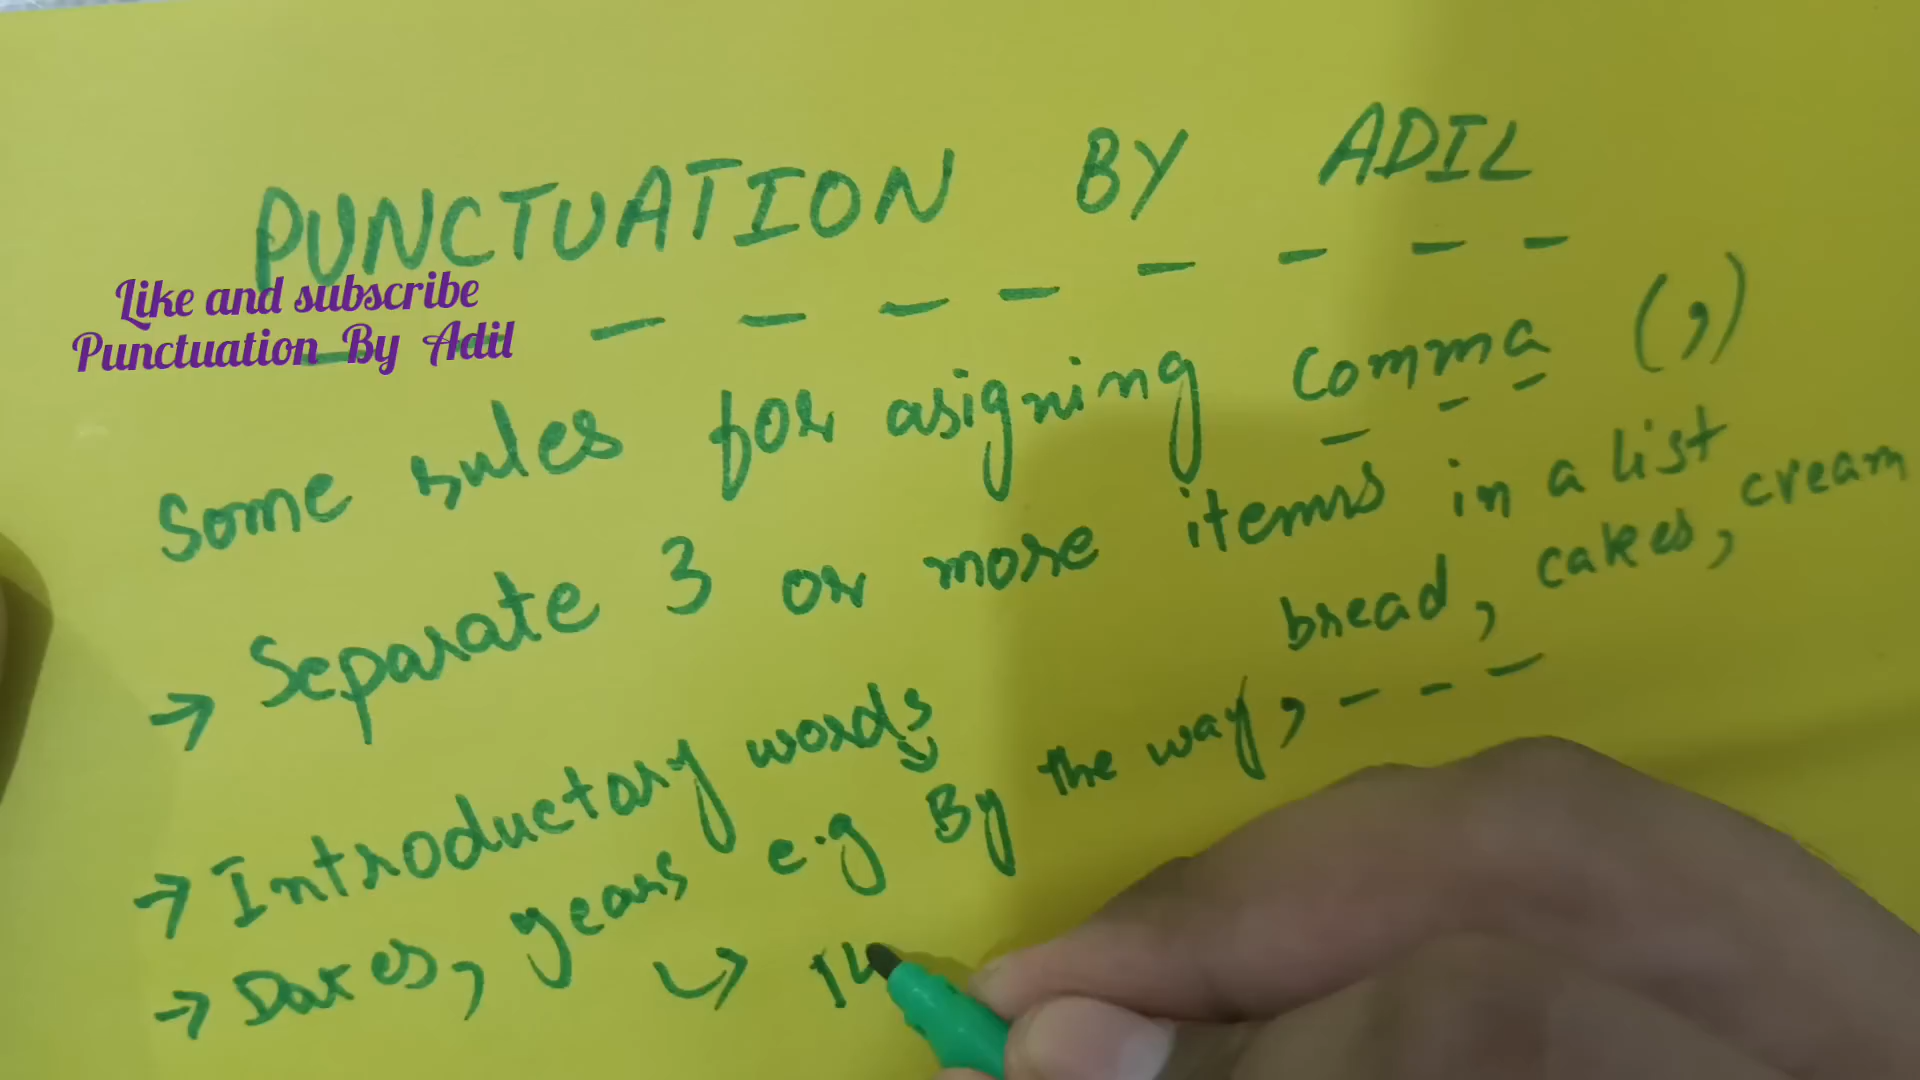 PUNCTUATION BY ADIL
Like and subscribe
Punctuation By Adil
Some rules for asigning Comma (,)
→ Separate 3 or more items in a list
bread, cakes, cream
→ Introductory words
e.g By the way, - - -
→ Dates, years
→ 14